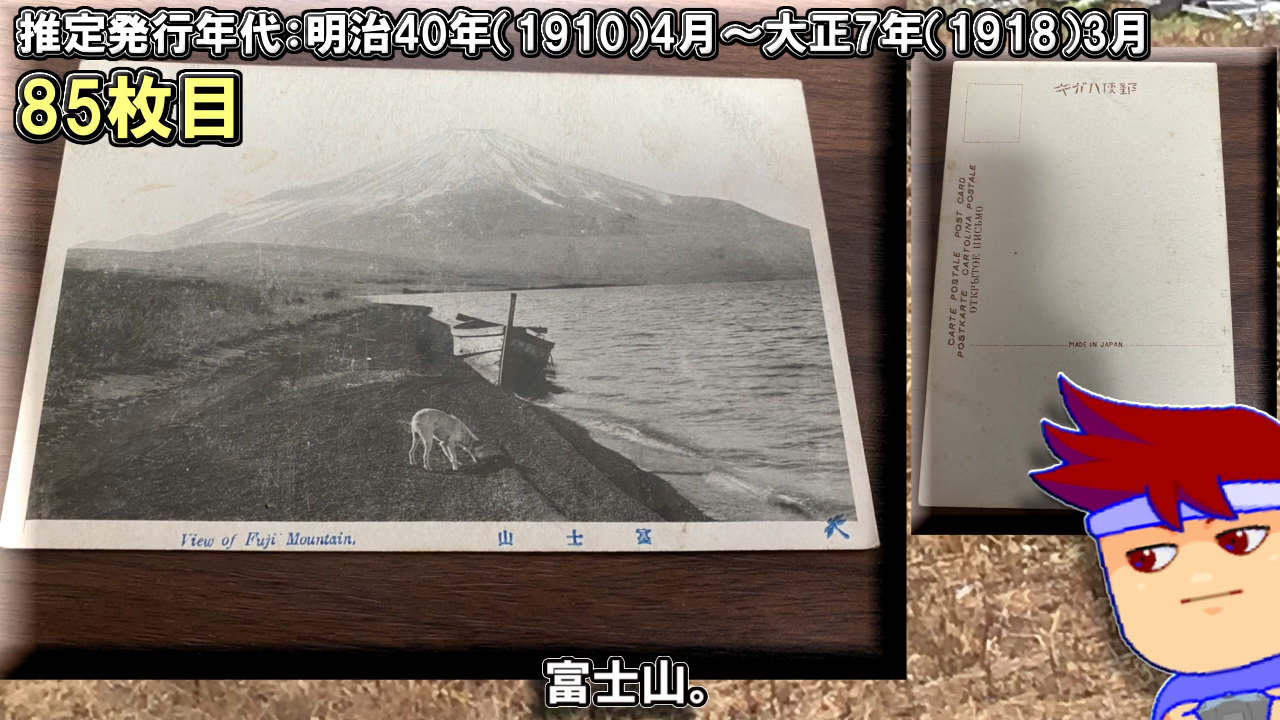 推定発行年代：明治40年（1910）4月～大正7年（1918）3月
85枚目
View of Fuji Mountain.
山士富
キガハ便郵
CARTE POSTALE POST CARD
POSTKARTE CARTOLINA POSTALE
ОТКРЫТОЕ ПИСЬМО
MADE IN JAPAN
富士山。